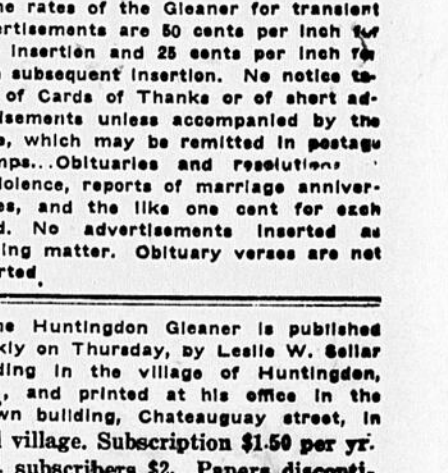 e rates of the Gleaner for transient
ertisements are 50 cents per inch for
Insertion and 25 cents per inch for
subsequent insertion. No notice ta-
of Cards of Thanks or of short ad-
isements unless accompanied by the
, which may be remitted in postage
mps...Obituaries and resolutions
olence, reports of marriage anniver-
es, and the like one cent for each
d. No advertisements inserted as
ing matter. Obituary verses are not
rted.
e Huntingdon Gleaner is published
kly on Thursday, by Leslie W. Sellar
ding in the village of Huntingdon,
, and printed at his office in the
wn building, Chateauguay street, in
village. Subscription $1.50 per yr.
subscribers $2. Papers disconti-